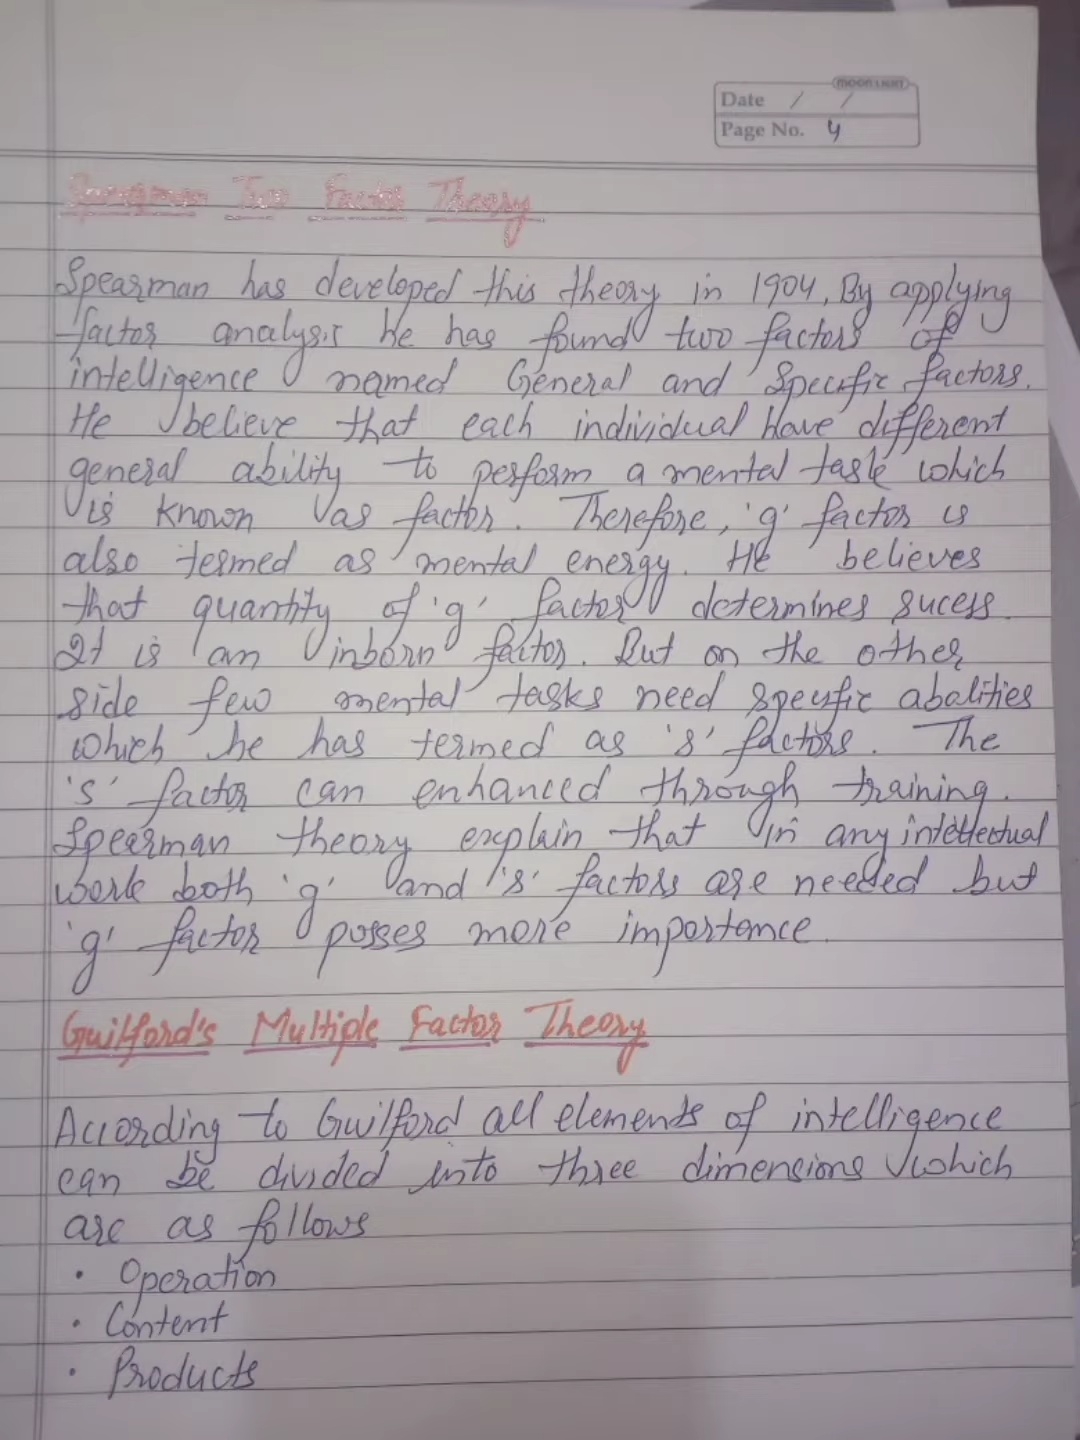 MOONLIGHT
Date / /
Page No. 4
Spearman Two Factor Theory
Spearman has developed this theory in 1904. By applying
factor analysis he has found two factors of
intelligence named General and Specific factors.
He believe that each individual have different
general ability to perform a mental task which
is known as factor. Therefore, 'g' factor is
also termed as mental energy. He believes
that quantity of 'g' factor determines sucess.
It is an inborn factor. But on the other
side few mental tasks need specific abalities
which he has termed as 's' factors. The
's' factor can enhanced through training.
Spearman theory explain that in any intellectual
work both 'g' and 's' factors are needed but
'g' factor posses more importance.
Guilford's Multiple Factor Theory
According to Guilford all elements of intelligence
can be divided into three dimensions which
are as follows
• Operation
• Content
• Products